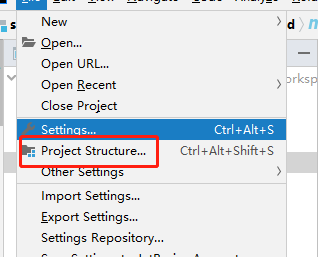 New
Open...
Open URL...
Open Recent
Close Project
Settings... Ctrl+Alt+S
Project Structure... Ctrl+Alt+Shift+S
Other Settings
Import Settings...
Export Settings...
Settings Repository...